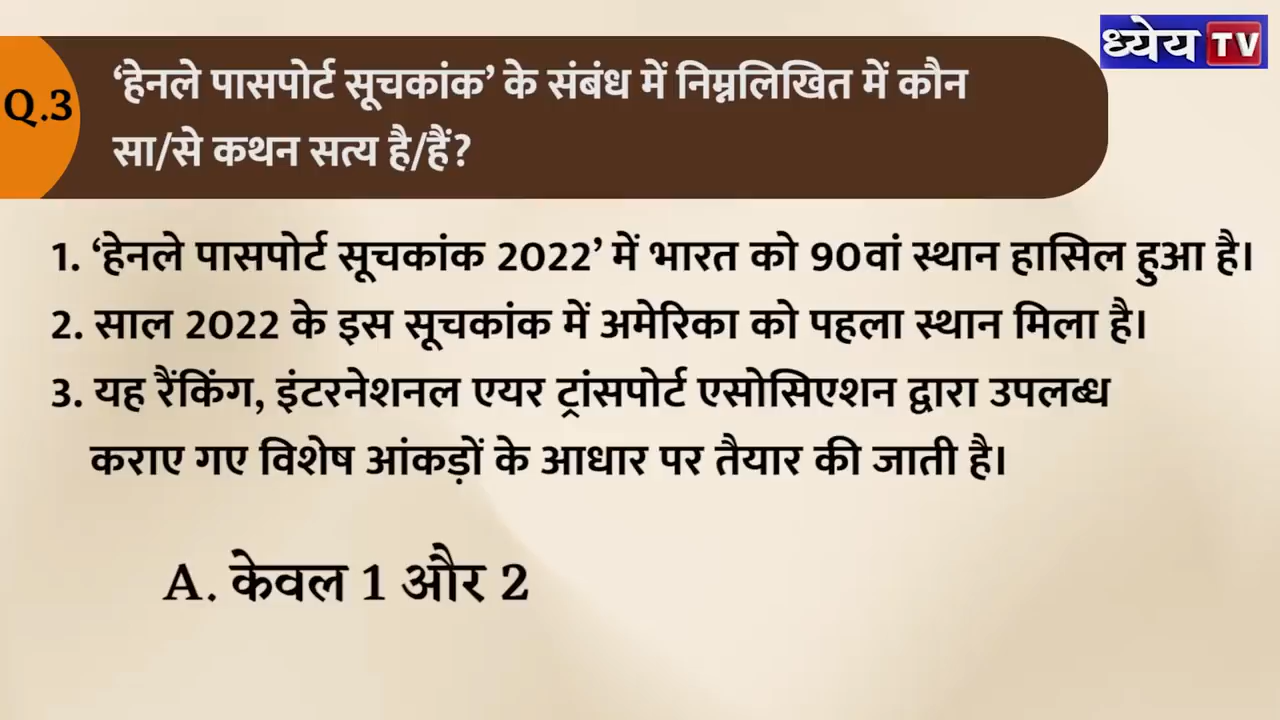 ध्येय TV
Q.3
‘हेनले पासपोर्ट सूचकांक’ के संबंध में निम्नलिखित में कौन
सा/से कथन सत्य है/हैं?
1. ‘हेनले पासपोर्ट सूचकांक 2022’ में भारत को 90वां स्थान हासिल हुआ है।
2. साल 2022 के इस सूचकांक में अमेरिका को पहला स्थान मिला है।
3. यह रैंकिंग, इंटरनेशनल एयर ट्रांसपोर्ट एसोसिएशन द्वारा उपलब्ध
कराए गए विशेष आंकड़ों के आधार पर तैयार की जाती है।
A. केवल 1 और 2